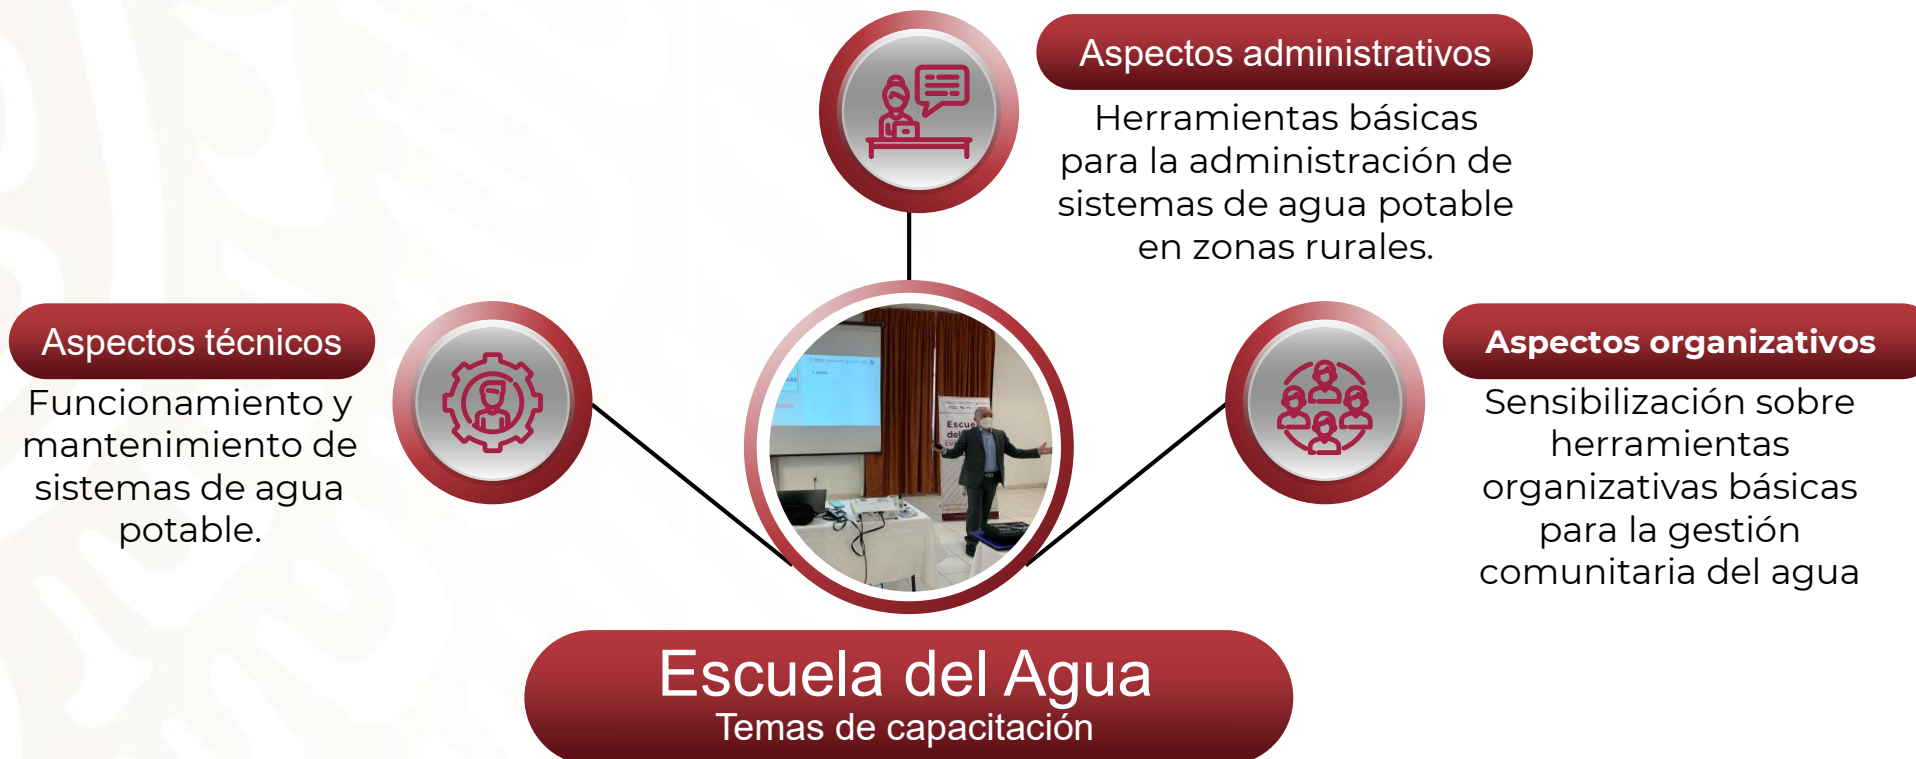 Aspectos administrativos
Herramientas básicas
para la administración de
sistemas de agua potable
en zonas rurales.
Aspectos técnicos
Funcionamiento y
mantenimiento de
sistemas de agua
potable.
Aspectos organizativos
Sensibilización sobre
herramientas
organizativas básicas
para la gestión
comunitaria del agua
Escuela del Agua
Temas de capacitación